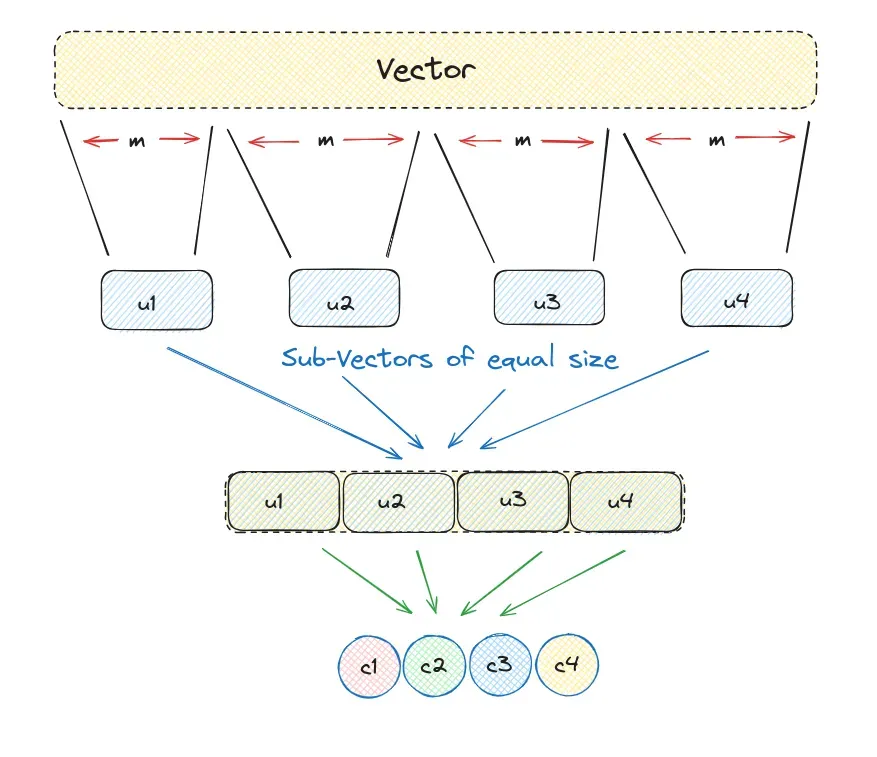 Vector
m m m m
u1 u2 u3 u4
Sub-Vectors of equal size
u1 u2 u3 u4
c1 c2 c3 c4